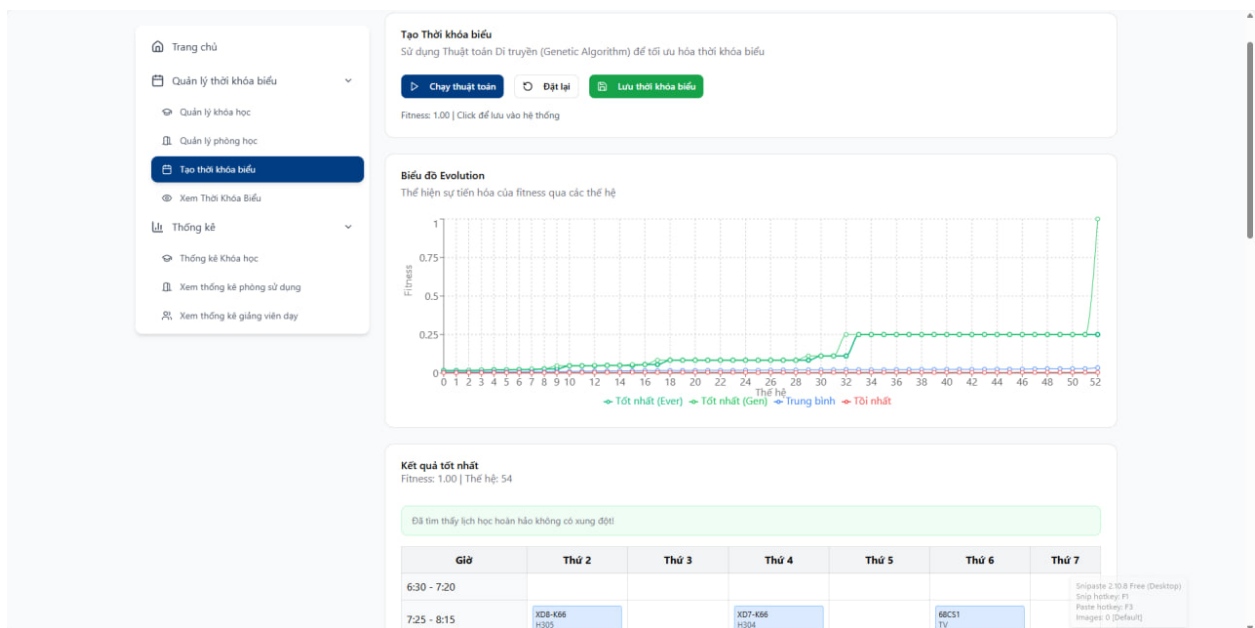 Trang chủ
Quản lý thời khóa biểu
Quản lý khóa học
Quản lý phòng học
Tạo thời khóa biểu
Xem Thời Khóa Biểu
Thống kê
Thống kê Khóa học
Xem thống kê phòng sử dụng
Xem thống kê giảng viên dạy
Tạo Thời khóa biểu
Sử dụng Thuật toán Di truyền (Genetic Algorithm) để tối ưu hóa thời khóa biểu
Chạy thuật toán Đặt lại Lưu thời khóa biểu
Fitness: 1.00 | Click để lưu vào hệ thống
Biểu đồ Evolution
Thể hiện sự tiến hóa của fitness qua các thế hệ
1
0.75
0.5
0.25
0
Fitness
0 1 2 3 4 5 6 7 8 9 10 12 14 16 18 20 22 24 26 28 30 32 34 36 38 40 42 44 46 48 50 52
Thế hệ
Tốt nhất (Ever) Tốt nhất (Gen) Trung bình Tồi nhất
Kết quả tốt nhất
Fitness: 1.00 | Thế hệ: 54
Đã tìm thấy lịch học hoàn hảo không có xung đột!
Giờ Thứ 2 Thứ 3 Thứ 4 Thứ 5 Thứ 6 Thứ 7
6:30 - 7:20
7:25 - 8:15
XD8-K66 XD7-K66 68CS1
H305 H304 TV
Snipaste 2.10.8 Free (Desktop)
Snip hotkey: F1
Paste hotkey: F3
Images: 0 [Default]